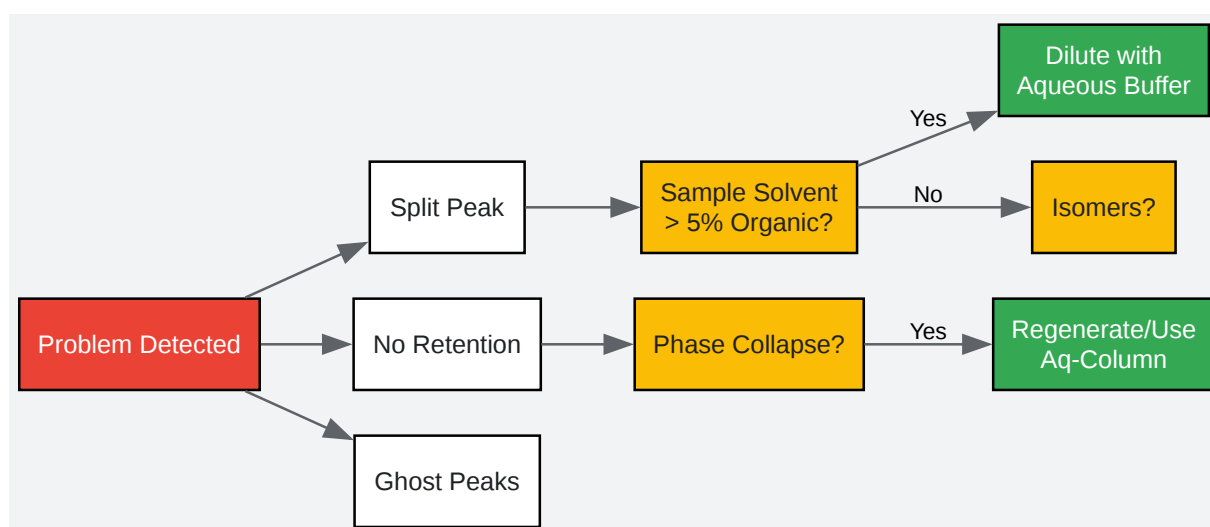 Dilute with
Aqueous Buffer
Yes
Split Peak
Sample Solvent
> 5% Organic?
No
Isomers?
Problem Detected
No Retention
Phase Collapse?
Yes
Regenerate/Use
Aq-Column
Ghost Peaks